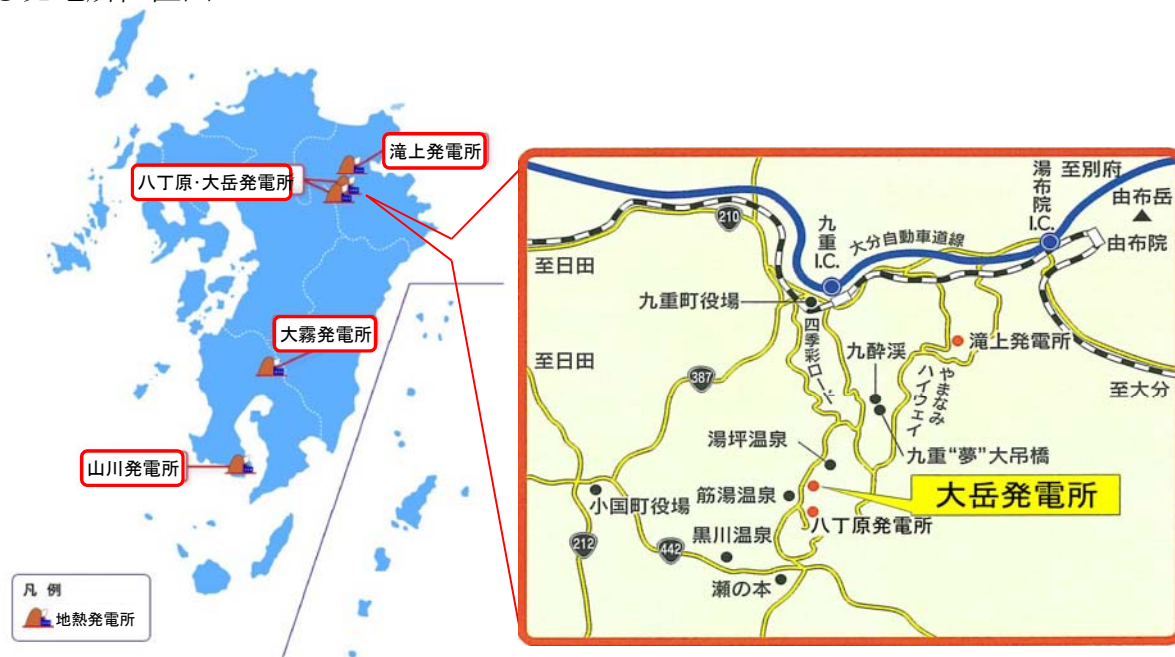 滝上発電所
八丁原・大岳発電所
大霧発電所
山川発電所
凡 例
地熱発電所
至別府
湯布院I.C.
由布岳
由布院
210
九重I.C.
大分自動車道線
至日田
九重町役場
四季彩ロード
九酔渓
滝上発電所
やまなみハイウェイ
至日田
387
至大分
湯坪温泉
九重“夢”大吊橋
大岳発電所
筋湯温泉
小国町役場
八丁原発電所
黒川温泉
212
442
瀬の本